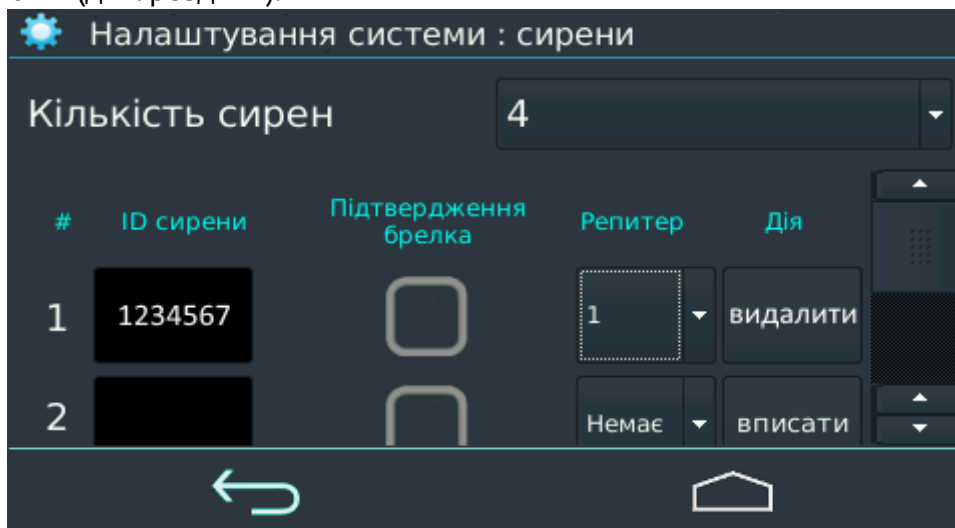 Налаштування системи : сирени
Кількість сирен 4
# ID сирени Підтвердження брелка Репитер Дія
1 1234567 1 видалити
2 Немає вписати